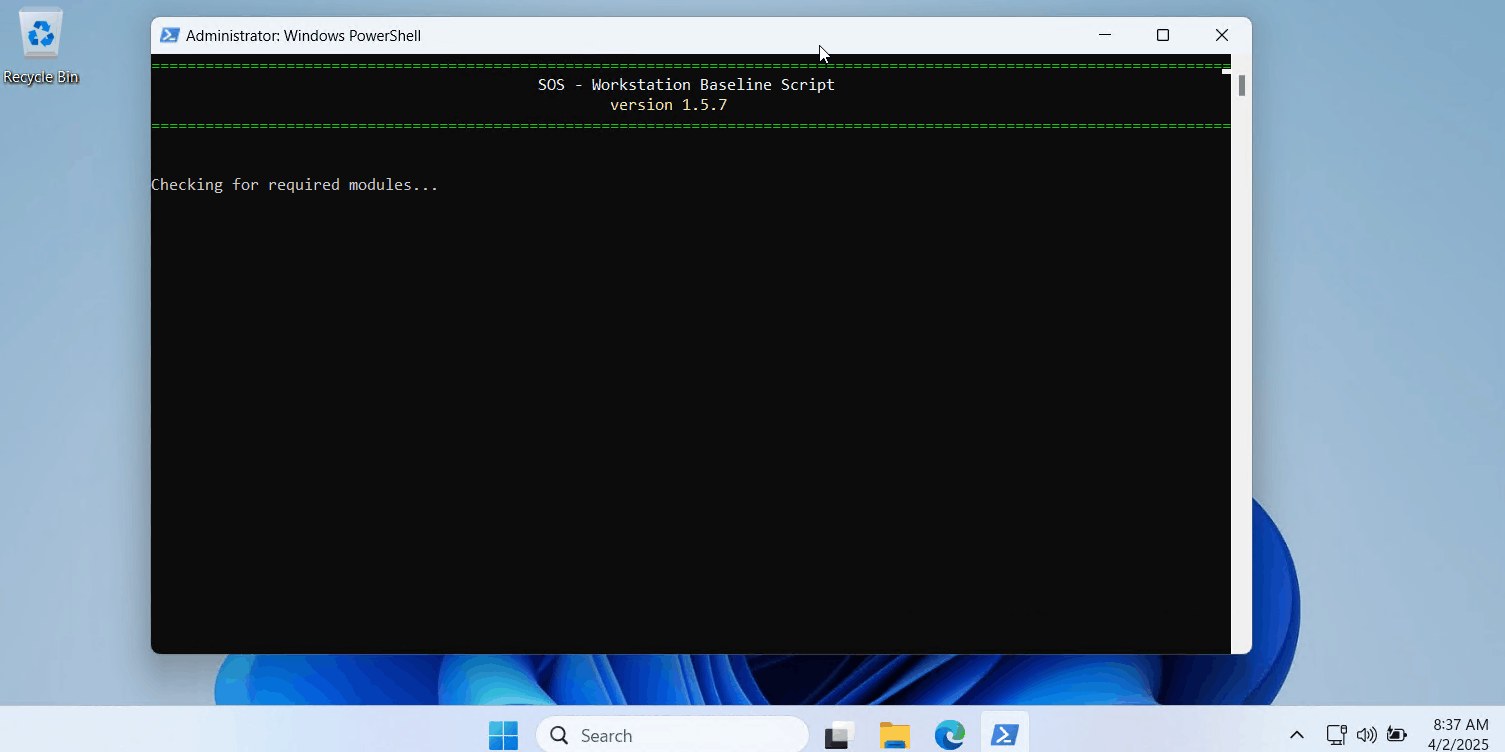 Administrator: Windows PowerShell
Recycle Bin
========================================================================================================================
SOS - Workstation Baseline Script
version 1.5.7
========================================================================================================================
Checking for required modules...
Search
8:37 AM
4/2/2025